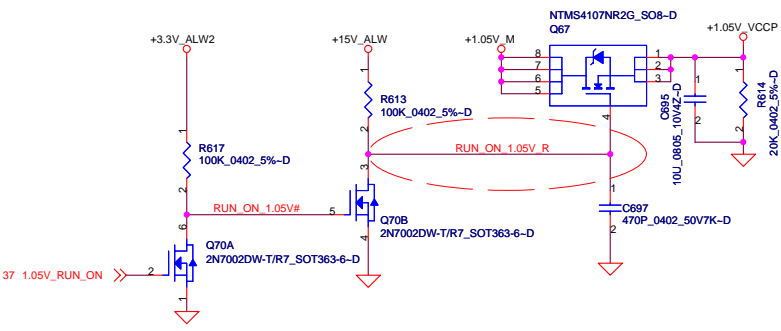 NTMS4107NR2G_SO8~D
Q67
+3.3V_ALW2
+15V_ALW
+1.05V_M
+1.05V_VCCP
8
7
6
5
1
2
3
4
1
R613
100K_0402_5%~D
2
1
C695
10U_0805_10V4Z~D
2
1
R614
20K_0402_5%~D
2
1
R617
100K_0402_5%~D
2
RUN_ON_1.05V_R
3
RUN_ON_1.05V#
5
Q70B
2N7002DW-T/R7_SOT363-6~D
4
1
C697
470P_0402_50V7K~D
2
6
Q70A
2N7002DW-T/R7_SOT363-6~D
37 1.05V_RUN_ON
2
1